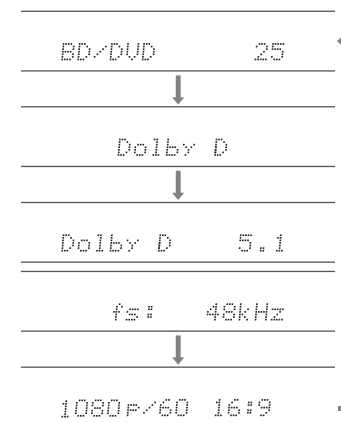 BD/DVD 25
Dolby D
Dolby D 5.1
fs: 48kHz
1080p/60 16:9